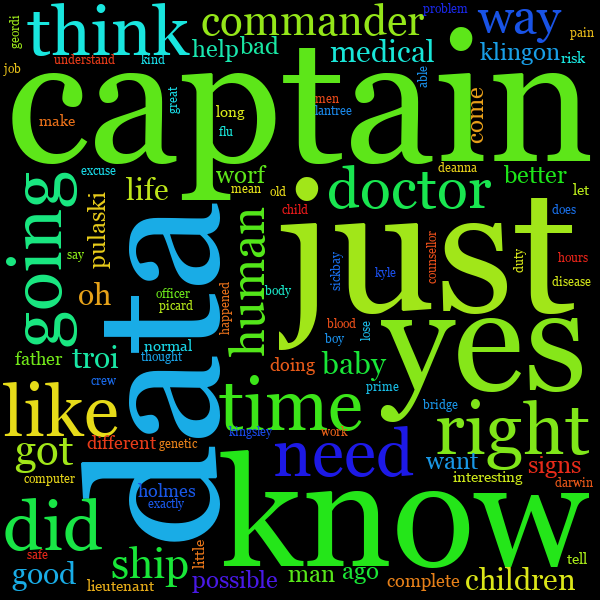 geordi
think
commander
problem
way
pain
understand
kind
help
bad
medical
klingon
risk
job
captain
great
long
men
able
make
flu
lantree
come
excuse
worf
mean
old
deanna
better
let
going
pulaski
life
doctor
child
does
say
data
human
just
yes
sickbay
kyle
counsellor
duty
hours
disease
oh
officer
picard
happened
body
blood
boy
lose
father
troi
normal
thought
doing
baby
prime
crew
like
time
bridge
right
got
different
genetic
kingsley
work
need
want
signs
interesting
darwin
computer
holmes
exactly
know
did
safe
ship
little
good
lieutenant
possible
man
ago
complete
children
tell